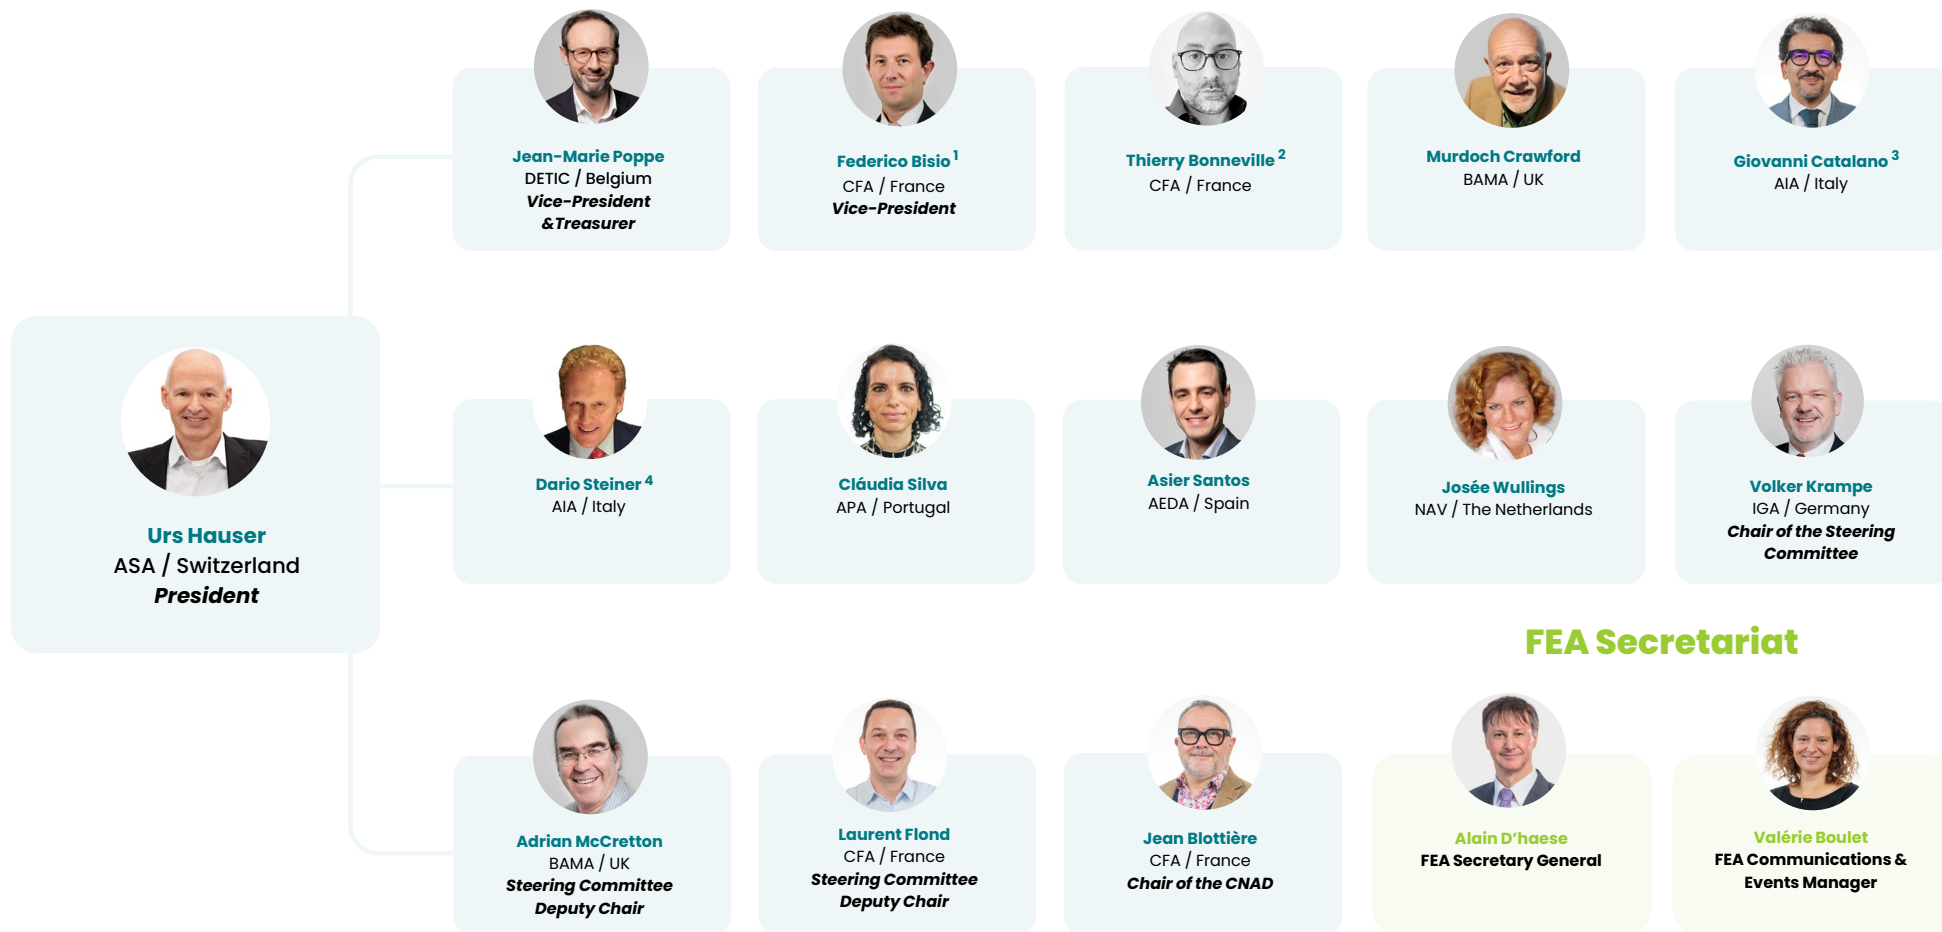 Jean-Marie Poppe
DETIC / Belgium
Vice-President
&Treasurer
Federico Bisio 1
CFA / France
Vice-President
Thierry Bonneville 2
CFA / France
Murdoch Crawford
BAMA / UK
Giovanni Catalano 3
AIA / Italy
Urs Hauser
ASA / Switzerland
President
Dario Steiner 4
AIA / Italy
Cláudia Silva
APA / Portugal
Asier Santos
AEDA / Spain
Josée Wullings
NAV / The Netherlands
Volker Krampe
IGA / Germany
Chair of the Steering
Committee
FEA Secretariat
Adrian McCretton
BAMA / UK
Steering Committee
Deputy Chair
Laurent Flond
CFA / France
Steering Committee
Deputy Chair
Jean Blottière
CFA / France
Chair of the CNAD
Alain D’haese
FEA Secretary General
Valérie Boulet
FEA Communications &
Events Manager